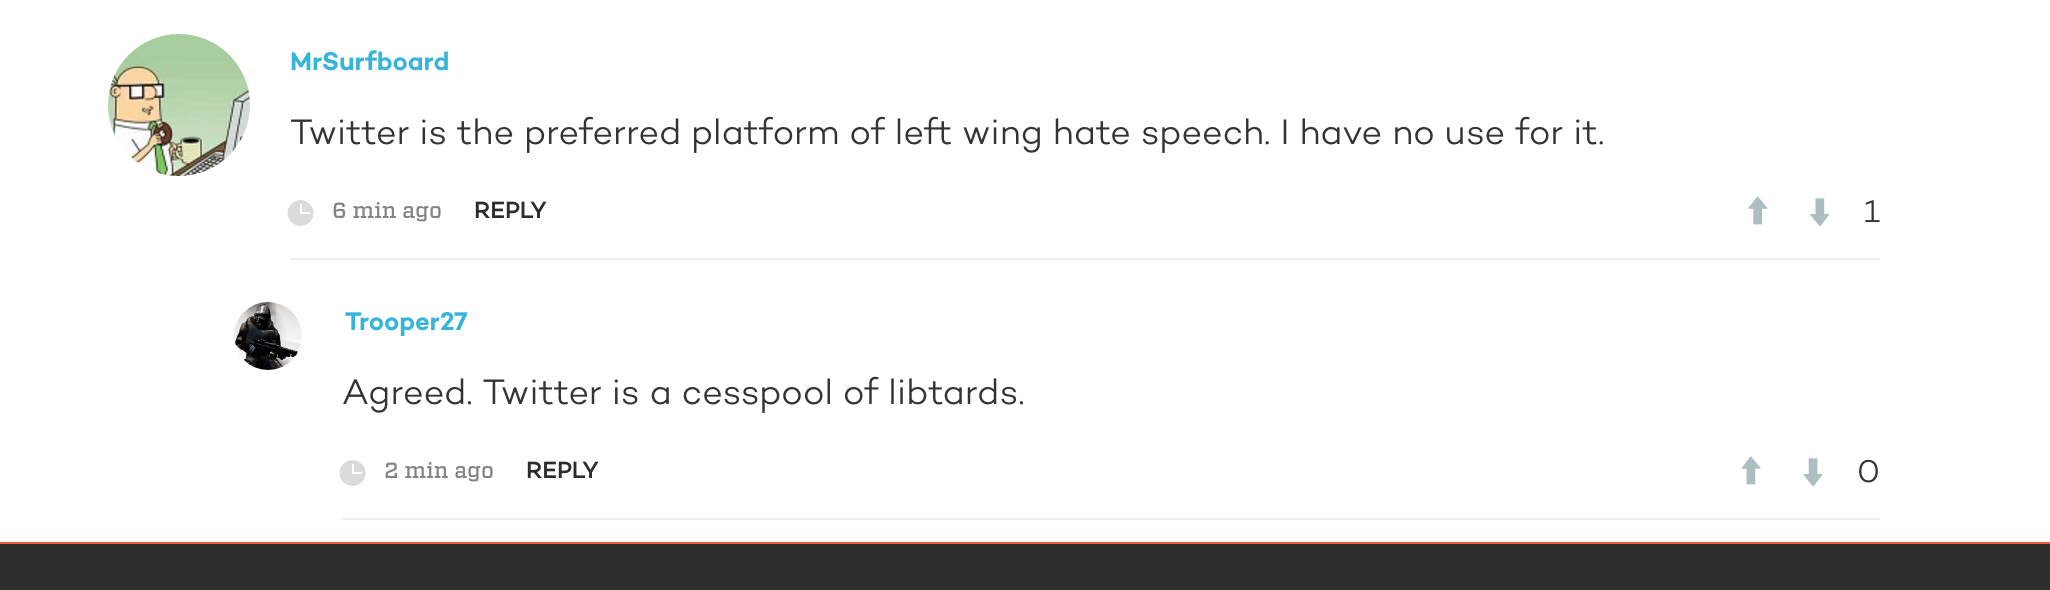 MrSurfboard
Twitter is the preferred platform of left wing hate speech. I have no use for it.
6 min ago REPLY 1
Trooper27
Agreed. Twitter is a cesspool of libtards.
2 min ago REPLY 0